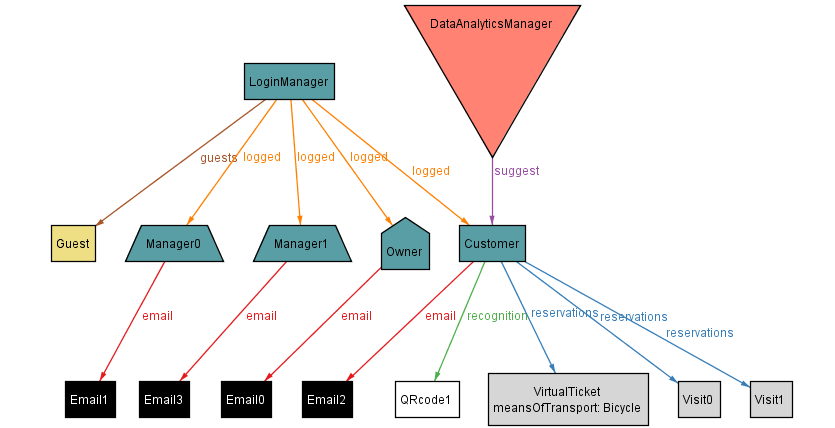 DataAnalyticsManager
LoginManager
guests
logged
logged
logged
logged
suggest
Guest
Manager0
Manager1
Owner
Customer
email
email
email
email
recognition
reservations
reservations
reservations
Email1
Email3
Email0
Email2
QRcode1
VirtualTicket
meansOfTransport: Bicycle
Visit0
Visit1